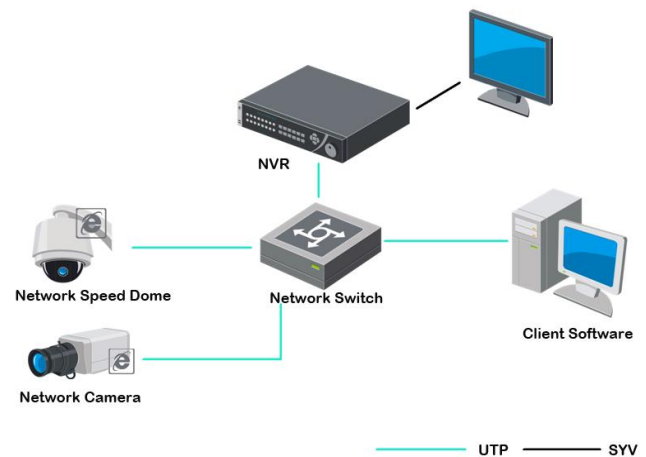 NVR
Network Speed Dome
Network Switch
Client Software
Network Camera
UTP
SYV